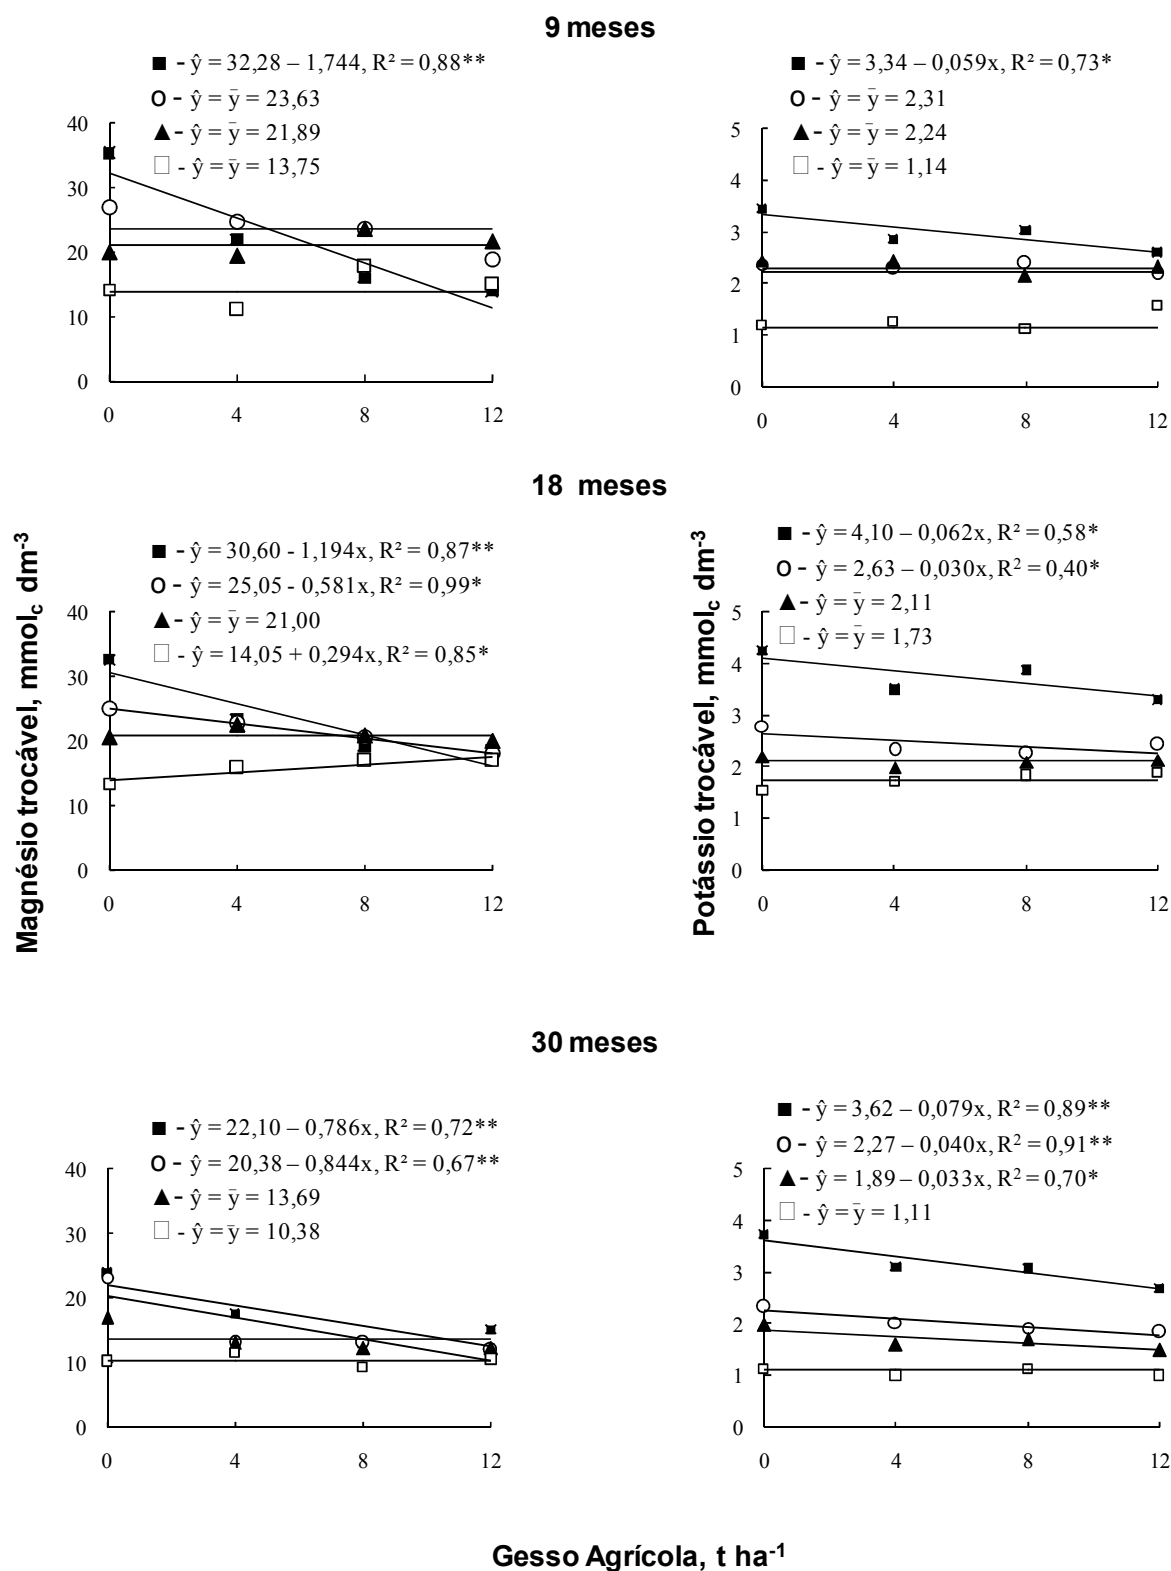 9 meses
■ - ŷ = 32,28 – 1,744, R² = 0,88**
o - ŷ = ȳ = 23,63
▲ - ŷ = ȳ = 21,89
□ - ŷ = ȳ = 13,75
40
30
20
10
0
0 4 8 12
■ - ŷ = 3,34 – 0,059x, R² = 0,73*
o - ŷ = ȳ = 2,31
▲ - ŷ = ȳ = 2,24
□ - ŷ = ȳ = 1,14
5
4
3
2
1
0
0 4 8 12
18 meses
Magnésio trocável, mmolc dm-3
■ - ŷ = 30,60 - 1,194x, R² = 0,87**
o - ŷ = 25,05 - 0,581x, R² = 0,99*
▲ - ŷ = ȳ = 21,00
□ - ŷ = 14,05 + 0,294x, R² = 0,85*
40
30
20
10
0
0 4 8 12
Potássio trocável, mmolc dm-3
■ - ŷ = 4,10 – 0,062x, R² = 0,58*
o - ŷ = 2,63 – 0,030x, R² = 0,40*
▲ - ŷ = ȳ = 2,11
□ - ŷ = ȳ = 1,73
5
4
3
2
1
0
0 4 8 12
30 meses
■ - ŷ = 22,10 – 0,786x, R² = 0,72**
o - ŷ = 20,38 – 0,844x, R² = 0,67**
▲ - ŷ = ȳ = 13,69
□ - ŷ = ȳ = 10,38
40
30
20
10
0
0 4 8 12
■ - ŷ = 3,62 – 0,079x, R² = 0,89**
o - ŷ = 2,27 – 0,040x, R² = 0,91**
▲ - ŷ = 1,89 – 0,033x, R² = 0,70*
□ - ŷ = ȳ = 1,11
5
4
3
2
1
0
0 4 8 12
Gesso Agrícola, t ha-1